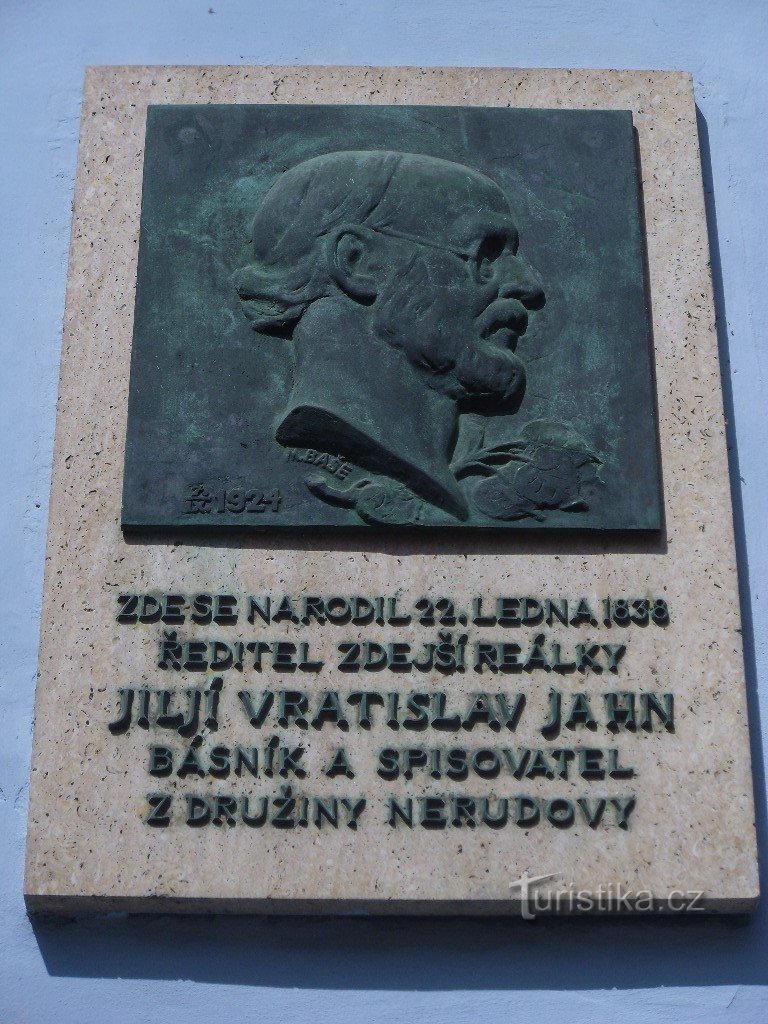 BAŠE
1924
ZDE SE NARODIL 22. LEDNA 1838
ŘEDITEL ZDEJŠÍ REÁLKY
JILJÍ VRATISLAV JAHN
BÁSNÍK A SPISOVATEL
Z DRUŽINY NERUDOVY
Turistika.cz